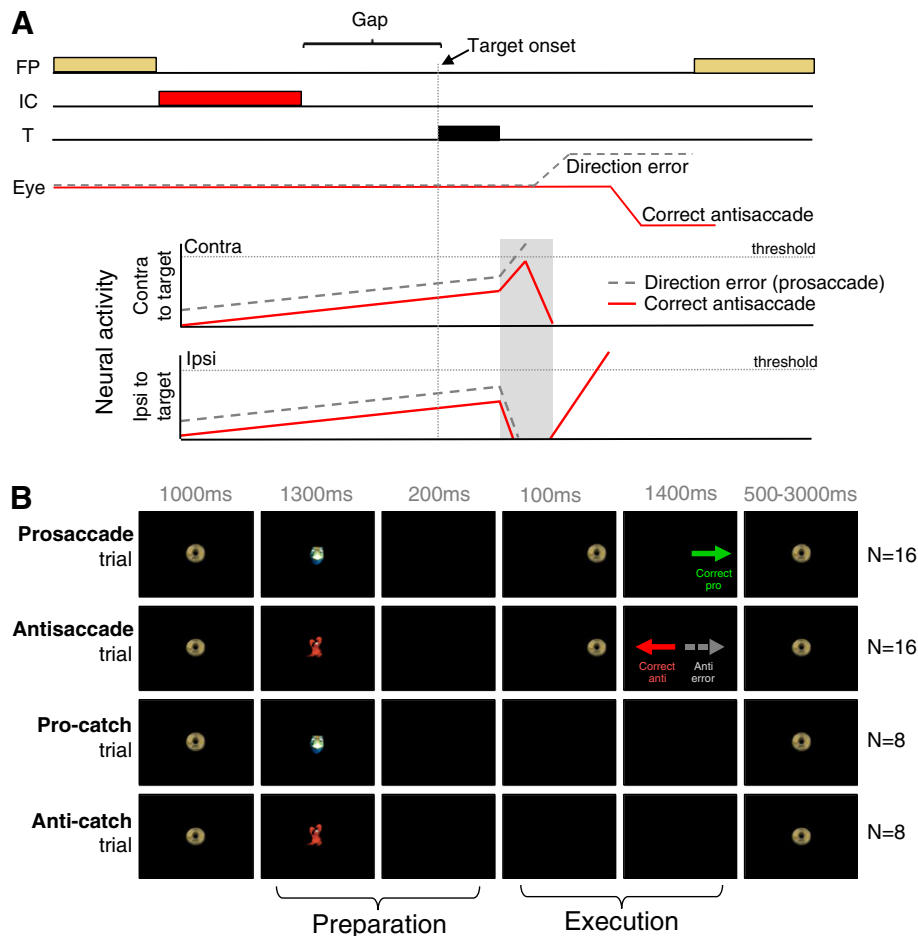 A
Gap
Target onset
FP
IC
T
Eye
Direction error
Correct antisaccade
Neural activity
Contra to target
Contra
threshold
Direction error (prosaccade)
Correct antisaccade
Ipsi to target
Ipsi
threshold
B
1000ms 1300ms 200ms 100ms 1400ms 500-3000ms
Prosaccade
trial
Correct
pro
N=16
Antisaccade
trial
Correct
anti
Anti
error
N=16
Pro-catch
trial
N=8
Anti-catch
trial
N=8
Preparation Execution